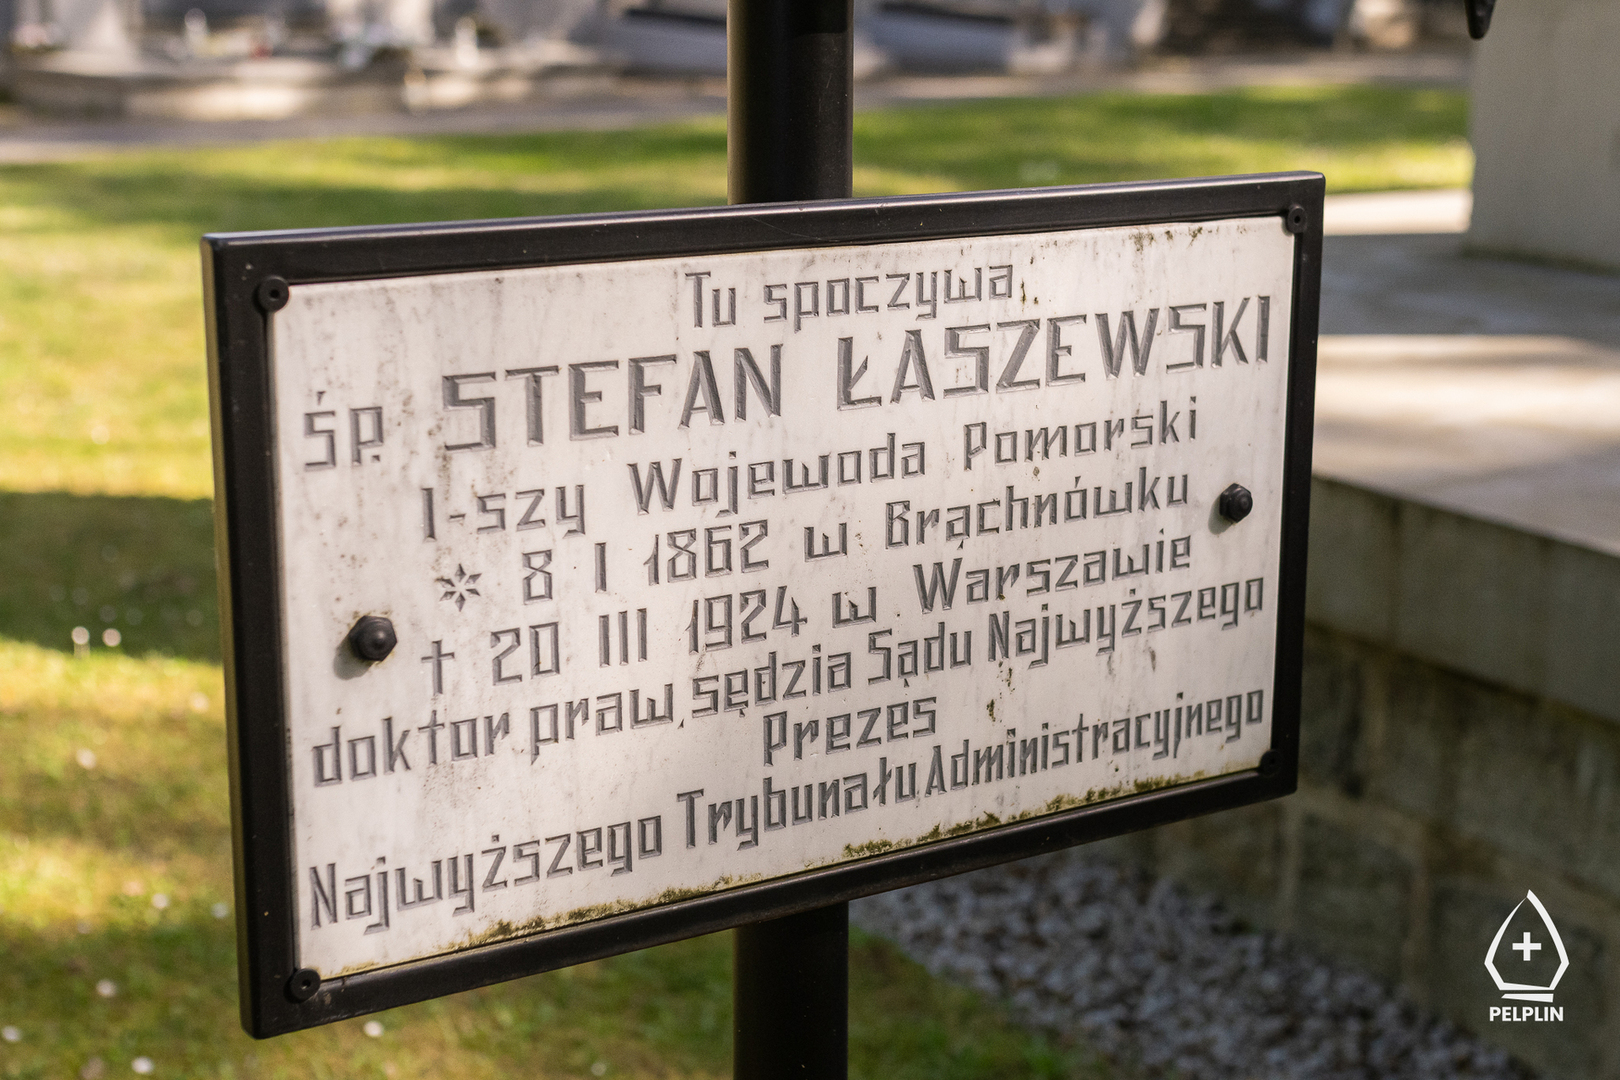 Tu spoczywa
ŚP. STEFAN ŁASZEWSKI
I-szy Wojewoda Pomorski
* 8 I 1862 w Brąchnówku
† 20 III 1924 w Warszawie
doktor praw, sędzia Sądu Najwyższego
Prezes
Najwyższego Trybunału Administracyjnego
PELPLIN